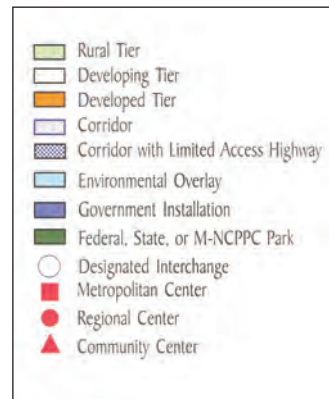 Rural Tier
Developing Tier
Developed Tier
Corridor
Corridor with Limited Access Highway
Environmental Overlay
Government Installation
Federal, State, or M-NCPPC Park
Designated Interchange
Metropolitan Center
Regional Center
Community Center